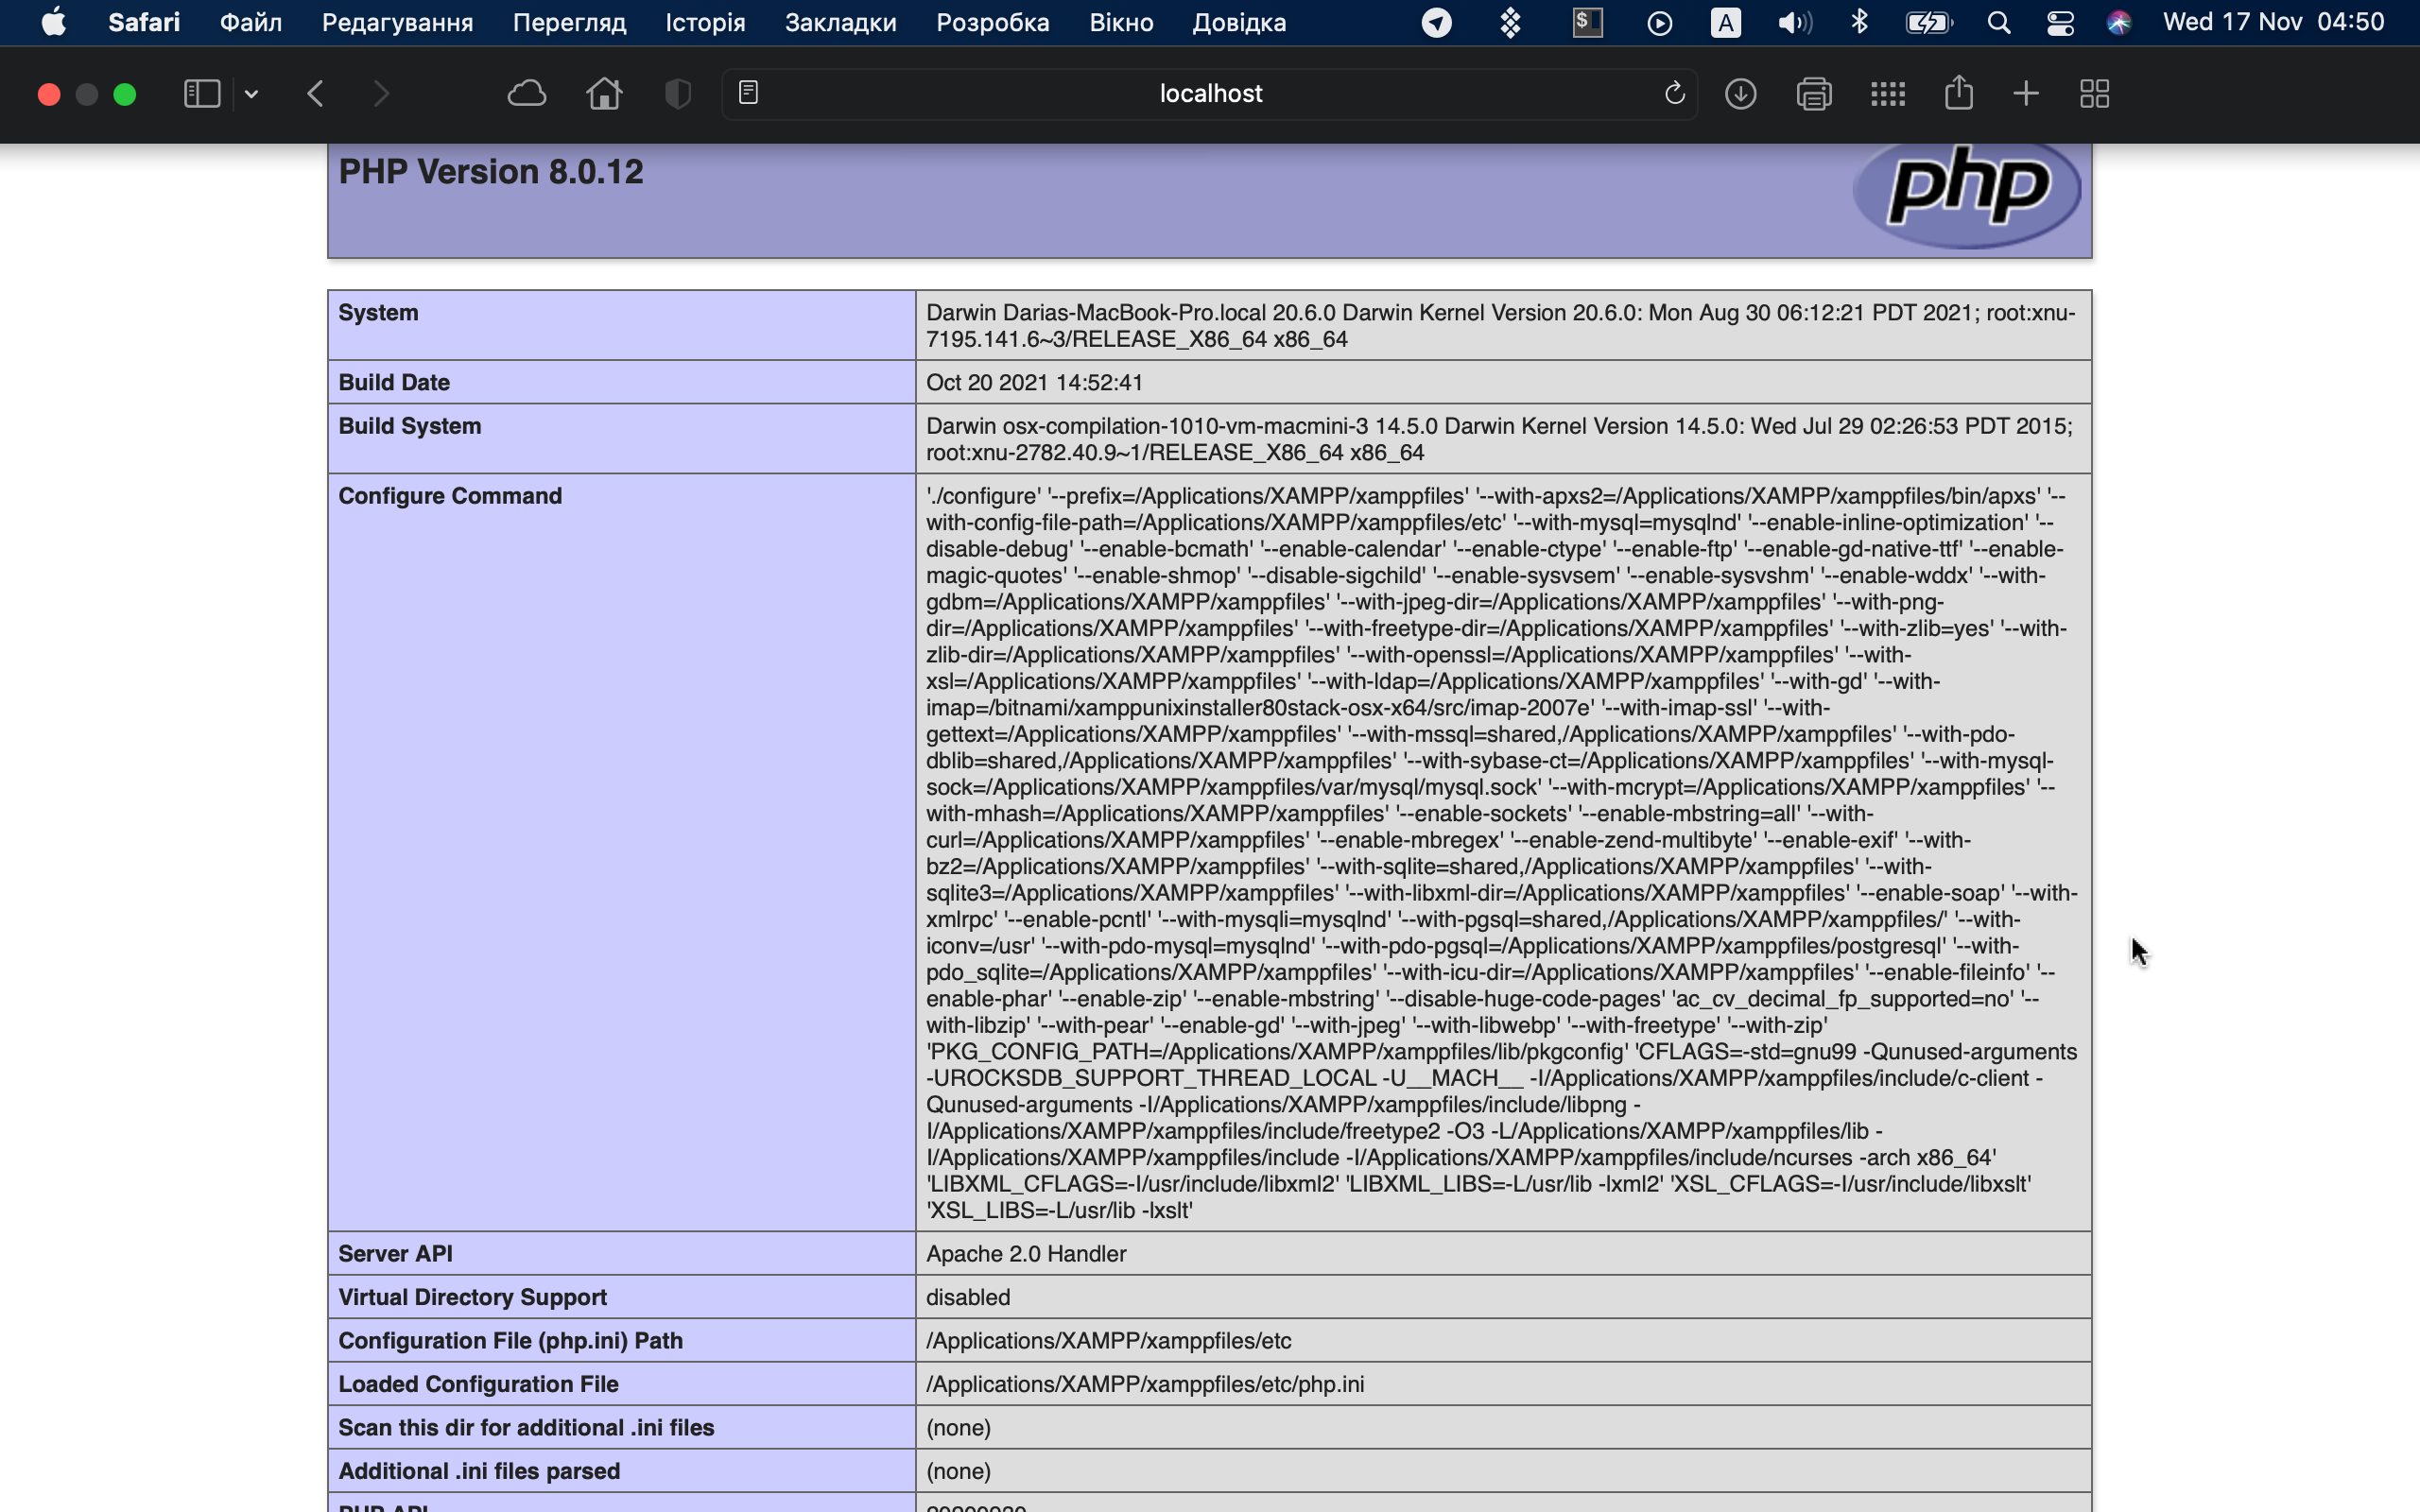 Safari Файл Редагування Перегляд Історія Закладки Розробка Вікно Довідка $ A Wed 17 Nov 04:50
localhost
PHP Version 8.0.12
php
System Darwin Darias-MacBook-Pro.local 20.6.0 Darwin Kernel Version 20.6.0: Mon Aug 30 06:12:21 PDT 2021; root:xnu-
7195.141.6~3/RELEASE_X86_64 x86_64
Build Date Oct 20 2021 14:52:41
Build System Darwin osx-compilation-1010-vm-macmini-3 14.5.0 Darwin Kernel Version 14.5.0: Wed Jul 29 02:26:53 PDT 2015;
root:xnu-2782.40.9~1/RELEASE_X86_64 x86_64
Configure Command './configure' '--prefix=/Applications/XAMPP/xamppfiles' '--with-apxs2=/Applications/XAMPP/xamppfiles/bin/apxs' '--
with-config-file-path=/Applications/XAMPP/xamppfiles/etc' '--with-mysql=mysqlnd' '--enable-inline-optimization' '--
disable-debug' '--enable-bcmath' '--enable-calendar' '--enable-ctype' '--enable-ftp' '--enable-gd-native-ttf' '--enable-
magic-quotes' '--enable-shmop' '--disable-sigchild' '--enable-sysvsem' '--enable-sysvshm' '--enable-wddx' '--with-
gdbm=/Applications/XAMPP/xamppfiles' '--with-jpeg-dir=/Applications/XAMPP/xamppfiles' '--with-png-
dir=/Applications/XAMPP/xamppfiles' '--with-freetype-dir=/Applications/XAMPP/xamppfiles' '--with-zlib=yes' '--with-
zlib-dir=/Applications/XAMPP/xamppfiles' '--with-openssl=/Applications/XAMPP/xamppfiles' '--with-
xsl=/Applications/XAMPP/xamppfiles' '--with-ldap=/Applications/XAMPP/xamppfiles' '--with-gd' '--with-
imap=/bitnami/xamppunixinstaller80stack-osx-x64/src/imap-2007e' '--with-imap-ssl' '--with-
gettext=/Applications/XAMPP/xamppfiles' '--with-mssql=shared,/Applications/XAMPP/xamppfiles' '--with-pdo-
dblib=shared,/Applications/XAMPP/xamppfiles' '--with-sybase-ct=/Applications/XAMPP/xamppfiles' '--with-mysql-
sock=/Applications/XAMPP/xamppfiles/var/mysql/mysql.sock' '--with-mcrypt=/Applications/XAMPP/xamppfiles' '--
with-mhash=/Applications/XAMPP/xamppfiles' '--enable-sockets' '--enable-mbstring=all' '--with-
curl=/Applications/XAMPP/xamppfiles' '--enable-mbregex' '--enable-zend-multibyte' '--enable-exif' '--with-
bz2=/Applications/XAMPP/xamppfiles' '--with-sqlite=shared,/Applications/XAMPP/xamppfiles' '--with-
sqlite3=/Applications/XAMPP/xamppfiles' '--with-libxml-dir=/Applications/XAMPP/xamppfiles' '--enable-soap' '--with-
xmlrpc' '--enable-pcntl' '--with-mysqli=mysqlnd' '--with-pgsql=shared,/Applications/XAMPP/xamppfiles/' '--with-
iconv=/usr' '--with-pdo-mysql=mysqlnd' '--with-pdo-pgsql=/Applications/XAMPP/xamppfiles/postgresql' '--with-
pdo_sqlite=/Applications/XAMPP/xamppfiles' '--with-icu-dir=/Applications/XAMPP/xamppfiles' '--enable-fileinfo' '--
enable-phar' '--enable-zip' '--enable-mbstring' '--disable-huge-code-pages' 'ac_cv_decimal_fp_supported=no' '--
with-libzip' '--with-pear' '--enable-gd' '--with-jpeg' '--with-libwebp' '--with-freetype' '--with-zip'
'PKG_CONFIG_PATH=/Applications/XAMPP/xamppfiles/lib/pkgconfig' 'CFLAGS=-std=gnu99 -Qunused-arguments
-UROCKSDB_SUPPORT_THREAD_LOCAL -U__MACH__ -I/Applications/XAMPP/xamppfiles/include/c-client -
Qunused-arguments -I/Applications/XAMPP/xamppfiles/include/libpng -
I/Applications/XAMPP/xamppfiles/include/freetype2 -O3 -L/Applications/XAMPP/xamppfiles/lib -
I/Applications/XAMPP/xamppfiles/include -I/Applications/XAMPP/xamppfiles/include/ncurses -arch x86_64'
'LIBXML_CFLAGS=-I/usr/include/libxml2' 'LIBXML_LIBS=-L/usr/lib -lxml2' 'XSL_CFLAGS=-I/usr/include/libxslt'
'XSL_LIBS=-L/usr/lib -lxslt'
Server API Apache 2.0 Handler
Virtual Directory Support disabled
Configuration File (php.ini) Path /Applications/XAMPP/xamppfiles/etc
Loaded Configuration File /Applications/XAMPP/xamppfiles/etc/php.ini
Scan this dir for additional .ini files (none)
Additional .ini files parsed (none)
PHP API 20200930